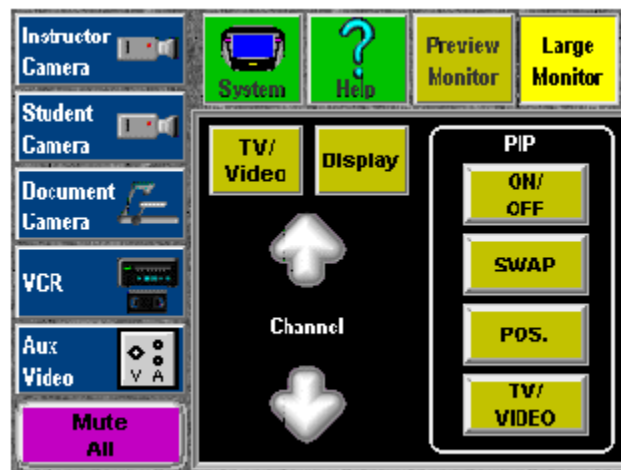 Instructor
Camera
Student
Camera
Document
Camera
VCR
Aux
Video
V A
Mute
All
System
Help
Preview
Monitor
Large
Monitor
TV/
Video
Display
Channel
PIP
ON/
OFF
SWAP
POS.
TV/
VIDEO